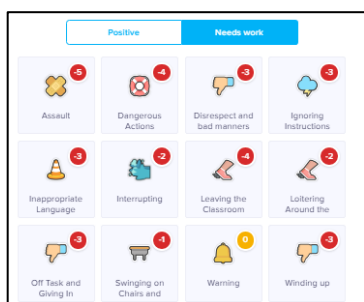 Positive Needs work
-5 -4 -3 -3
Assault Dangerous Disrespect and Ignoring
Actions bad manners Instructions
-3 -2 -4 -2
Inappropriate Interrupting Leaving the Loitering
Language Classroom Around the
-3 -1 0 -3
Off Task and Swinging on Warning Winding up
Giving In Chairs and